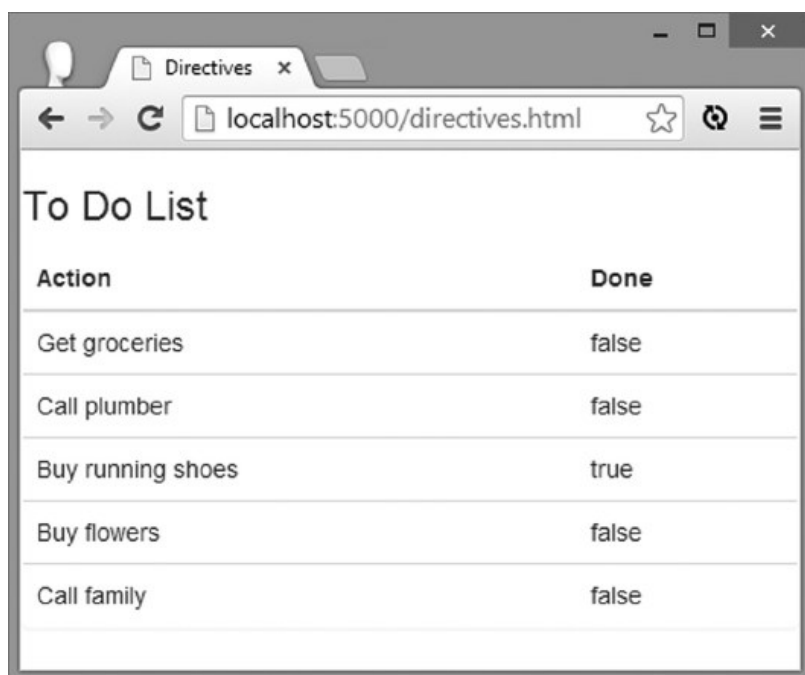 Directives
localhost:5000/directives.html
To Do List
Action Done
Get groceries false
Call plumber false
Buy running shoes true
Buy flowers false
Call family false